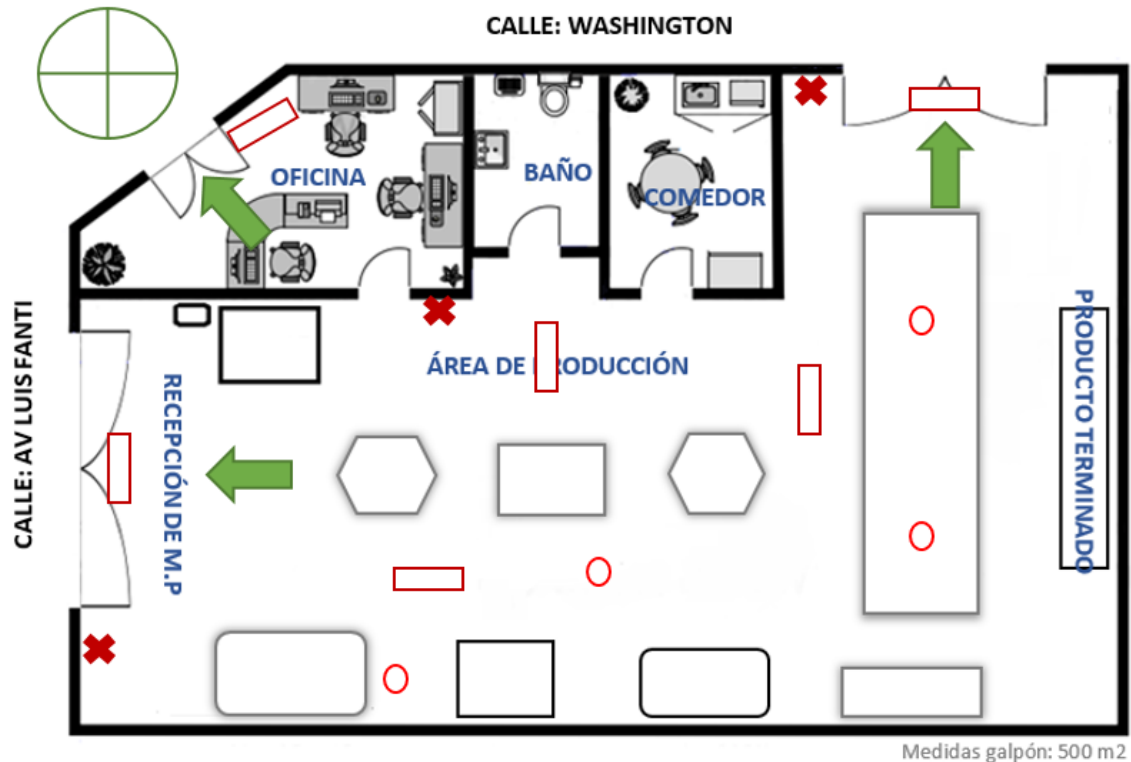 CALLE: WASHINGTON
OFICINA
BAÑO
COMEDOR
CALLE: AV LUIS FANTI
ÁREA DE PRODUCCIÓN
RECEPCIÓN DE M.P
PRODUCTO TERMINADO
Medidas galpón: 500 m2